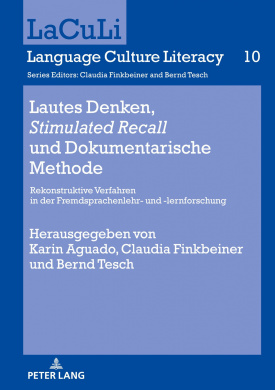 LaCuLi
Language Culture Literacy 10
Series Editors: Claudia Finkbeiner and Bernd Tesch
Lautes Denken,
Stimulated Recall
und Dokumentarische
Methode
Rekonstruktive Verfahren
in der Fremdsprachenlehr- und -lernforschung
Herausgegeben von
Karin Aguado, Claudia Finkbeiner
und Bernd Tesch
PETER LANG